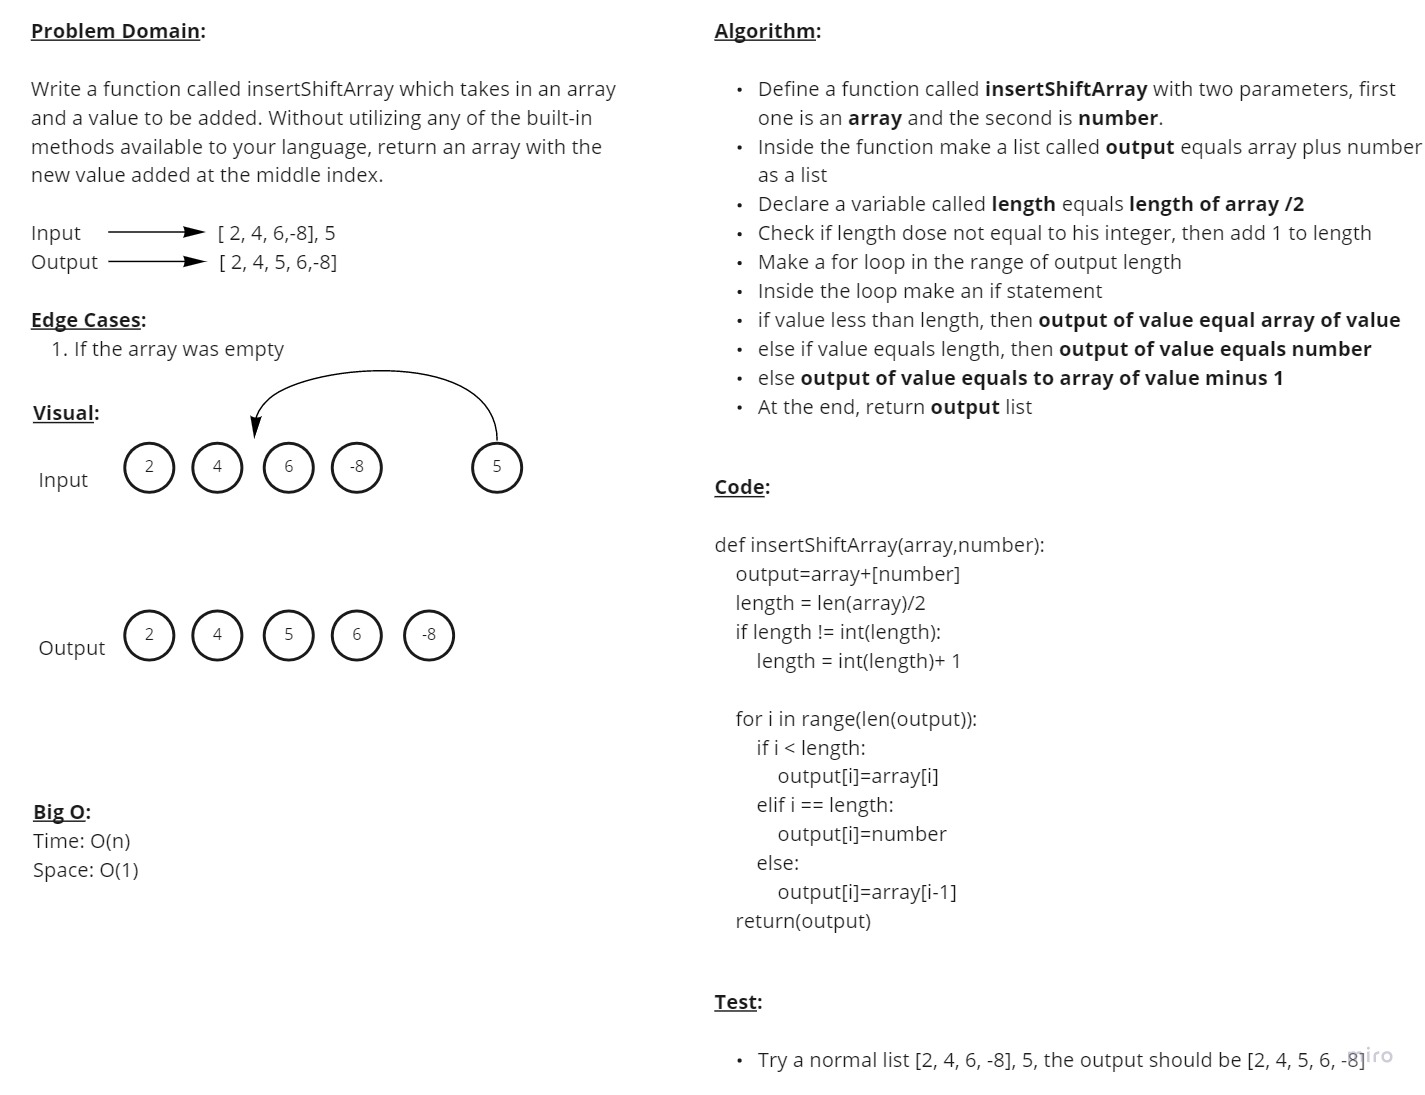 Problem Domain:
Write a function called insertShiftArray which takes in an array
and a value to be added. Without utilizing any of the built-in
methods available to your language, return an array with the
new value added at the middle index.
Input [ 2, 4, 6,-8], 5
Output [ 2, 4, 5, 6,-8]
Edge Cases:
1. If the array was empty
Visual:
Input 2 4 6 -8 5
Output 2 4 5 6 -8
Big O:
Time: O(n)
Space: O(1)
Algorithm:
• Define a function called insertShiftArray with two parameters, first
one is an array and the second is number.
• Inside the function make a list called output equals array plus number
as a list
• Declare a variable called length equals length of array /2
• Check if length dose not equal to his integer, then add 1 to length
• Make a for loop in the range of output length
• Inside the loop make an if statement
• if value less than length, then output of value equal array of value
• else if value equals length, then output of value equals number
• else output of value equals to array of value minus 1
• At the end, return output list
Code:
def insertShiftArray(array,number):
output=array+[number]
length = len(array)/2
if length != int(length):
length = int(length)+ 1
for i in range(len(output)):
if i < length:
output[i]=array[i]
elif i == length:
output[i]=number
else:
output[i]=array[i-1]
return(output)
Test:
• Try a normal list [2, 4, 6, -8], 5, the output should be [2, 4, 5, 6, -8]
miro